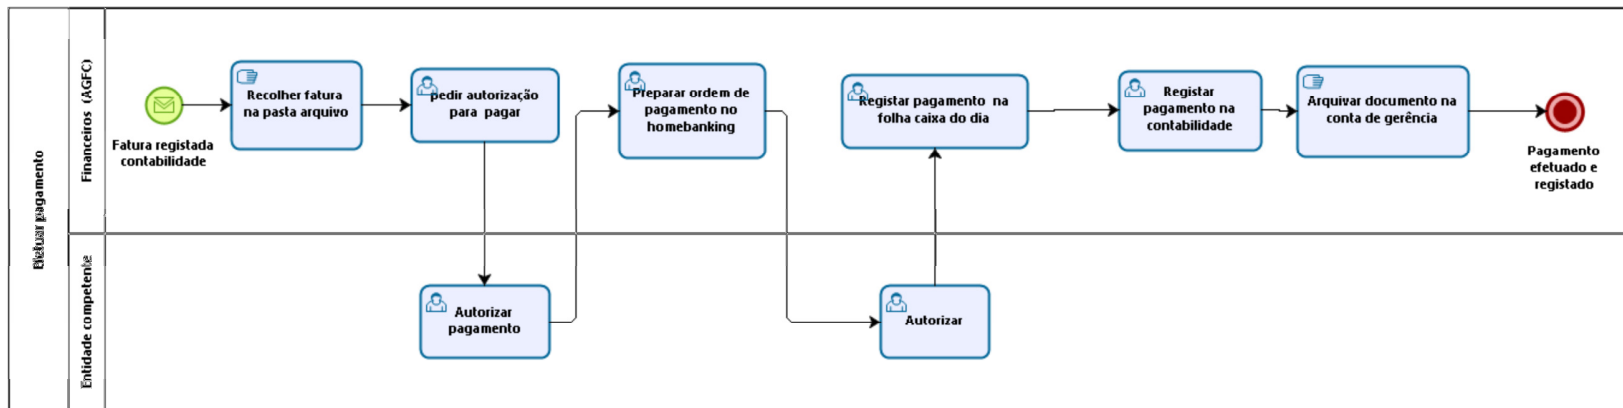 Efetuar pagamento
Financeiros (AGFC)
Fatura registada
contabilidade
Recolher fatura
na pasta arquivo
pedir autorização
para pagar
Preparar ordem de
pagamento no
homebanking
Registar pagamento na
folha caixa do dia
Registar
pagamento na
contabilidade
Arquivar documento na
conta de gerência
Pagamento
efetuado e
registado
Entidade competente
Autorizar
pagamento
Autorizar